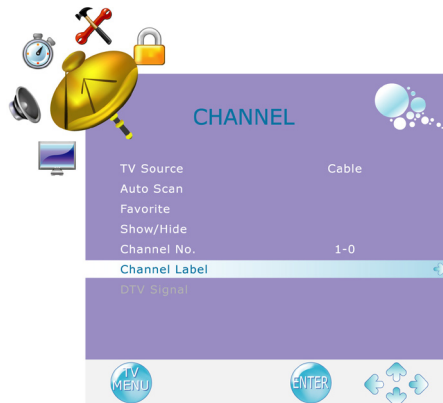 CHANNEL
TV Source Cable
Auto Scan
Favorite
Show/Hide
Channel No. 1-0
Channel Label
DTV Signal
TV MENU ENTER